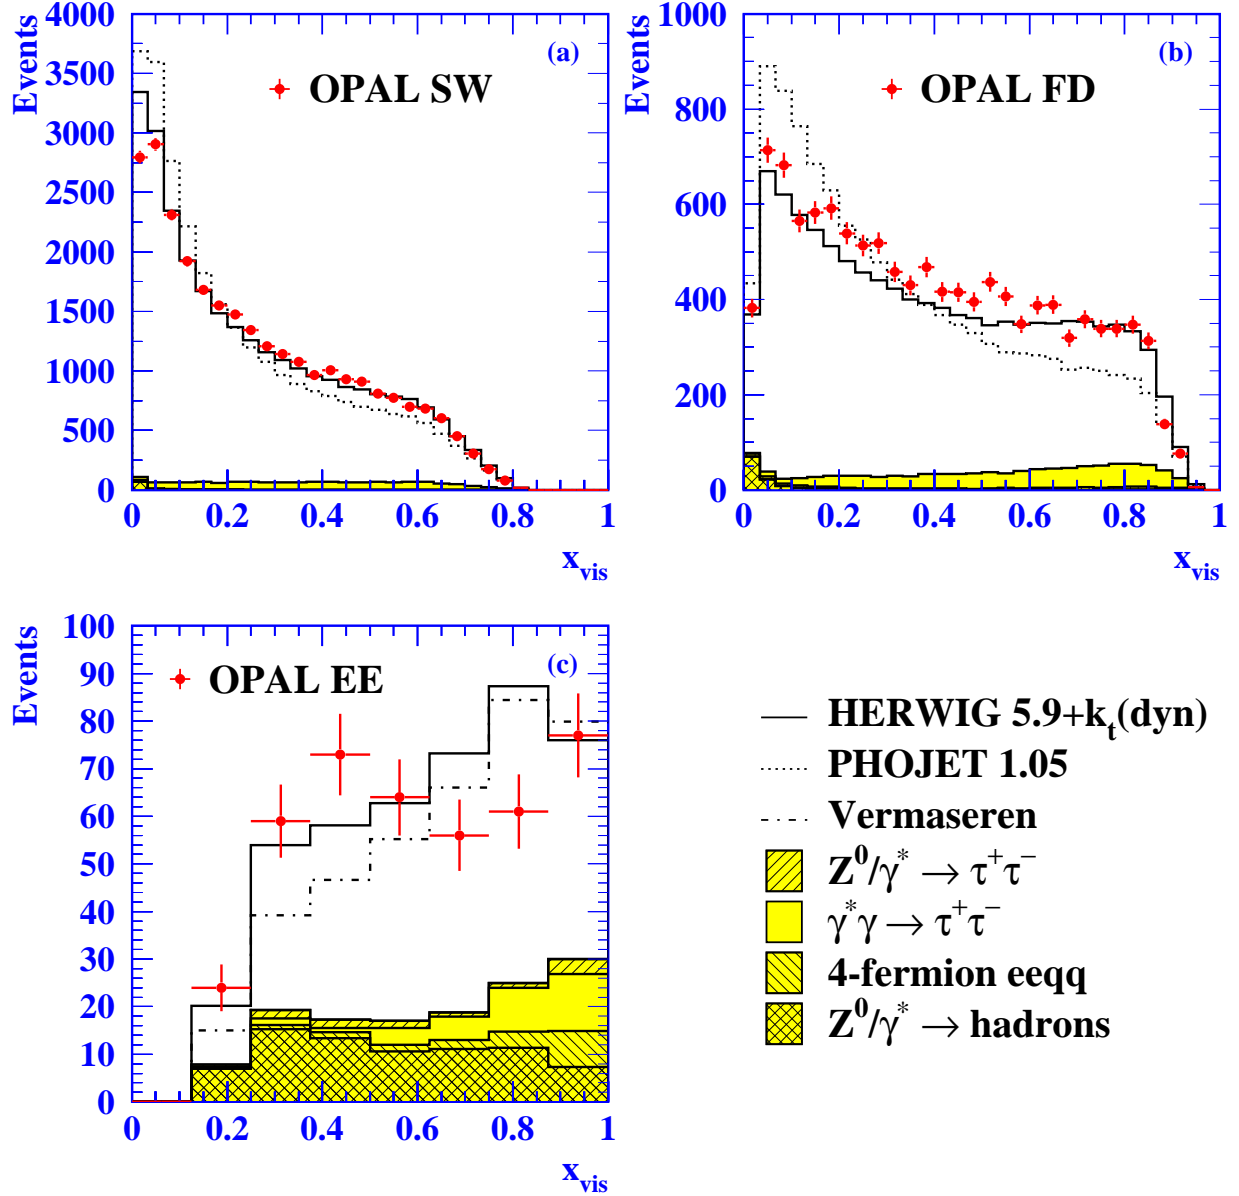 Events
4000
3500
3000
2500
2000
1500
1000
500
0
(a)
OPAL SW
0 0.2 0.4 0.6 0.8 1
x_vis
Events
1000
800
600
400
200
0
(b)
OPAL FD
0 0.2 0.4 0.6 0.8 1
x_vis
Events
100
90
80
70
60
50
40
30
20
10
0
(c)
OPAL EE
0 0.2 0.4 0.6 0.8 1
x_vis
HERWIG 5.9+k_t(dyn)
PHOJET 1.05
Vermaseren
Z⁰/γ* → τ⁺τ⁻
γ*γ → τ⁺τ⁻
4-fermion eeqq
Z⁰/γ* → hadrons